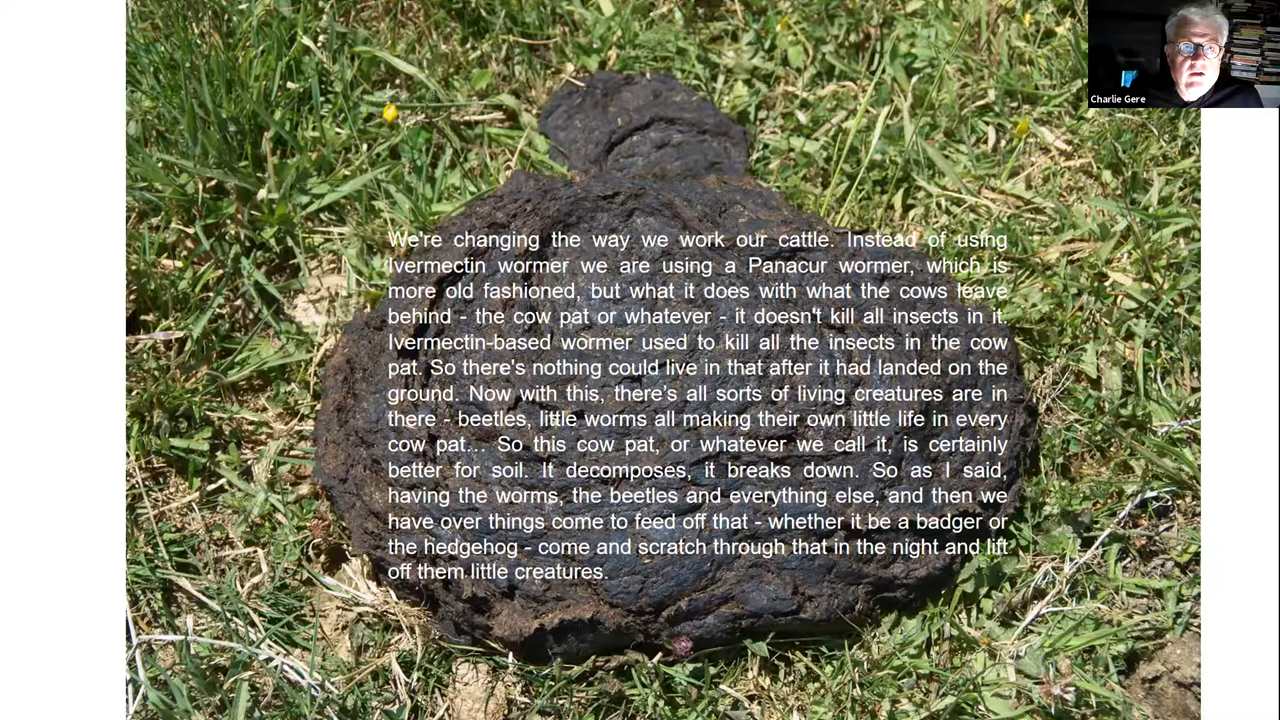 Charlie Gere
We're changing the way we work our cattle. Instead of using
Ivermectin wormer we are using a Panacur wormer, which is
more old fashioned, but what it does with what the cows leave
behind - the cow pat or whatever - it doesn't kill all insects in it.
Ivermectin-based wormer used to kill all the insects in the cow
pat. So there's nothing could live in that after it had landed on the
ground. Now with this, there's all sorts of living creatures are in
there - beetles, little worms all making their own little life in every
cow pat... So this cow pat, or whatever we call it, is certainly
better for soil. It decomposes, it breaks down. So as I said,
having the worms, the beetles and everything else, and then we
have over things come to feed off that - whether it be a badger or
the hedgehog - come and scratch through that in the night and lift
off them little creatures.